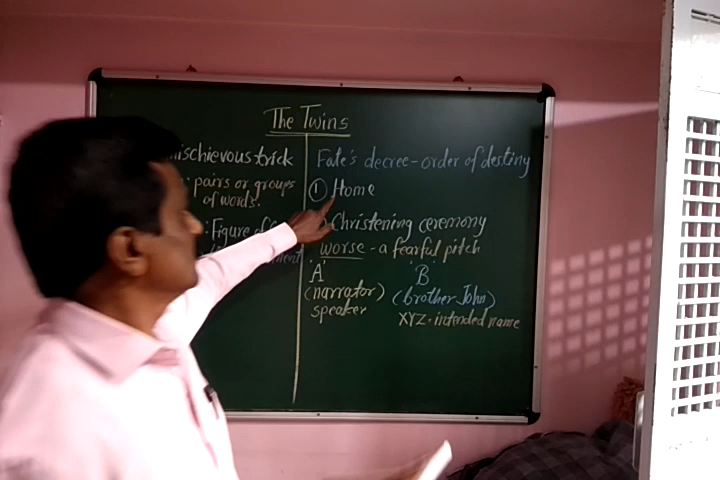 The Twins
mischievous trick
: pairs or groups
of words.
: Figure of
Fate's decree - order of destiny
① Home
Christening ceremony
worse - a fearful pitch
'A'
(narrator)
speaker
'B'
(brother John)
XYZ - intended name